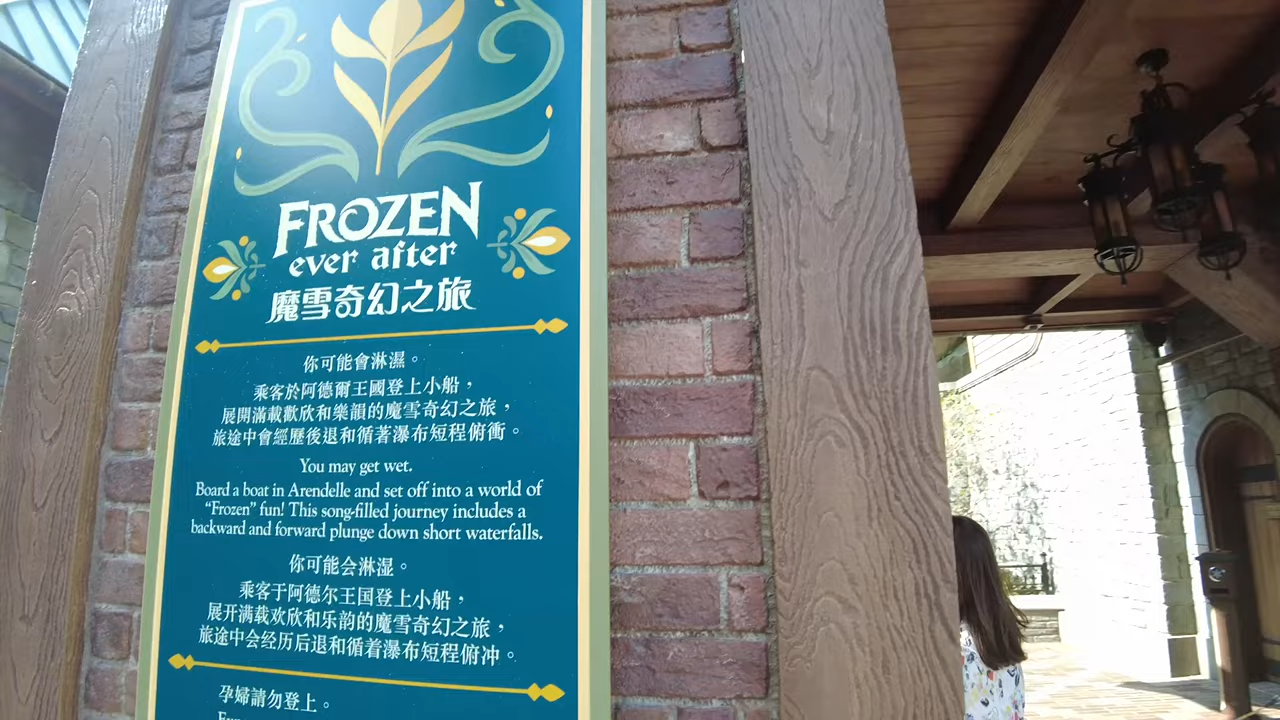 FROZEN
ever after
魔雪奇幻之旅
你可能會淋濕。
乘客於阿德爾王國登上小船，
展開滿載歡欣和樂韻的魔雪奇幻之旅，
旅途中會經歷後退和循著瀑布短程俯衝。
You may get wet.
Board a boat in Arendelle and set off into a world of
“Frozen” fun! This song-filled journey includes a
backward and forward plunge down short waterfalls.
你可能会淋湿。
乘客于阿德尔王国登上小船，
展开满载欢欣和乐韵的魔雪奇幻之旅，
旅途中会经历后退和循着瀑布短程俯冲。
孕婦請勿登上。